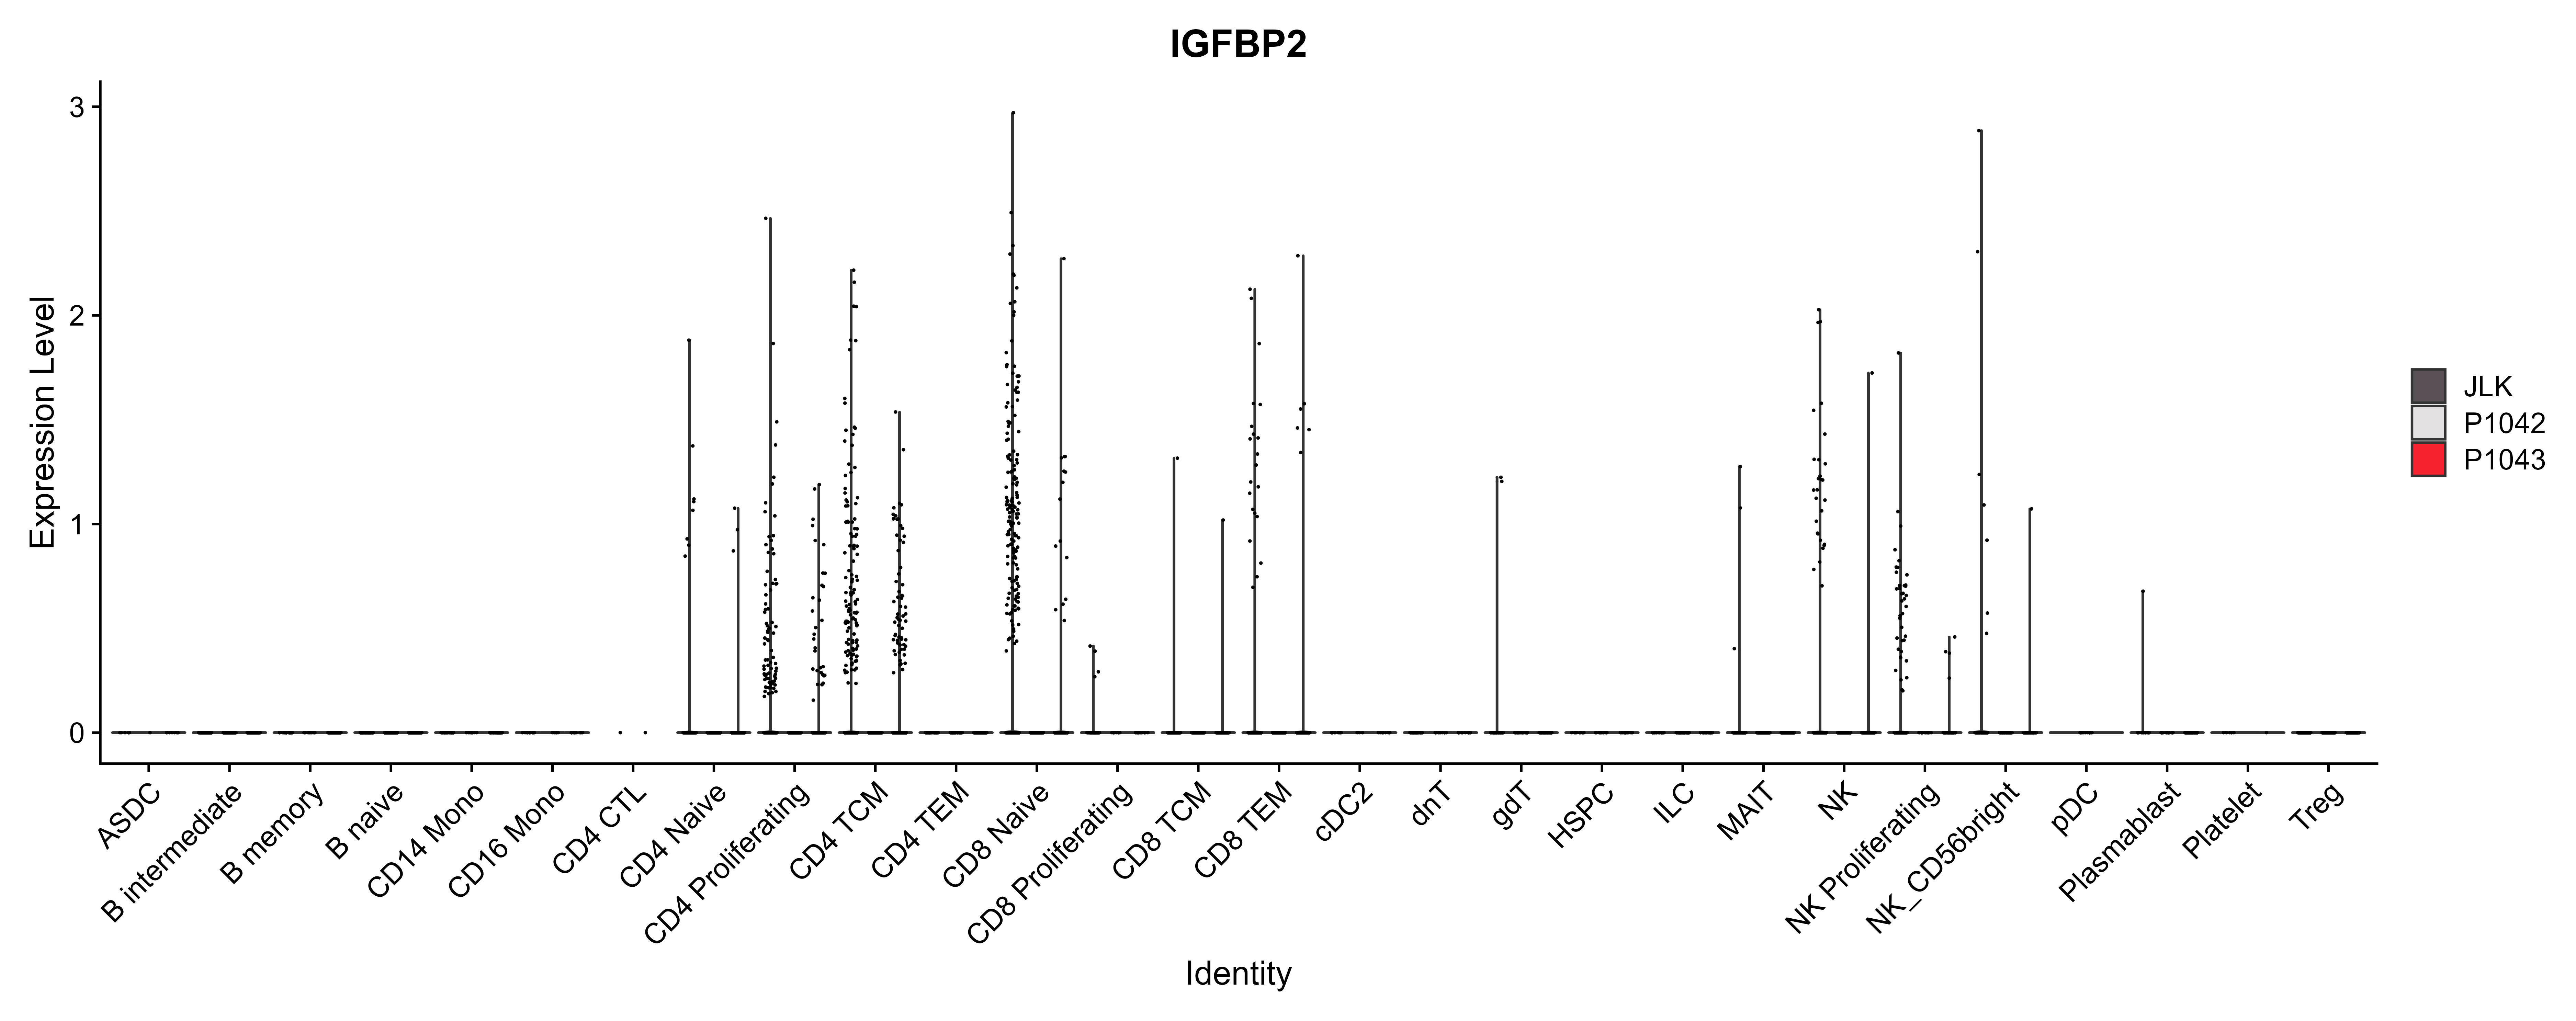 IGFBP2
Expression Level
3
2
1
0
ASDC
B intermediate
B memory
B naive
CD14 Mono
CD16 Mono
CD4 CTL
CD4 Naive
CD4 Proliferating
CD4 TCM
CD4 TEM
CD8 Naive
CD8 Proliferating
CD8 TCM
CD8 TEM
cDC2
dnT
gdT
HSPC
ILC
MAIT
NK
NK Proliferating
NK_CD56bright
pDC
Plasmablast
Platelet
Treg
Identity
JLK
P1042
P1043